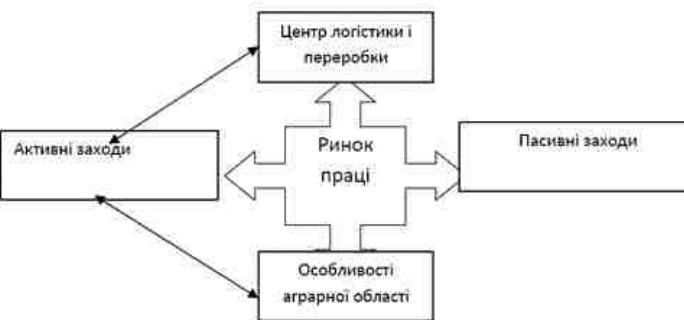 Центр логістики і
переробки
Активні заходи
Ринок
праці
Пасивні заходи
Особливості
аграрної області